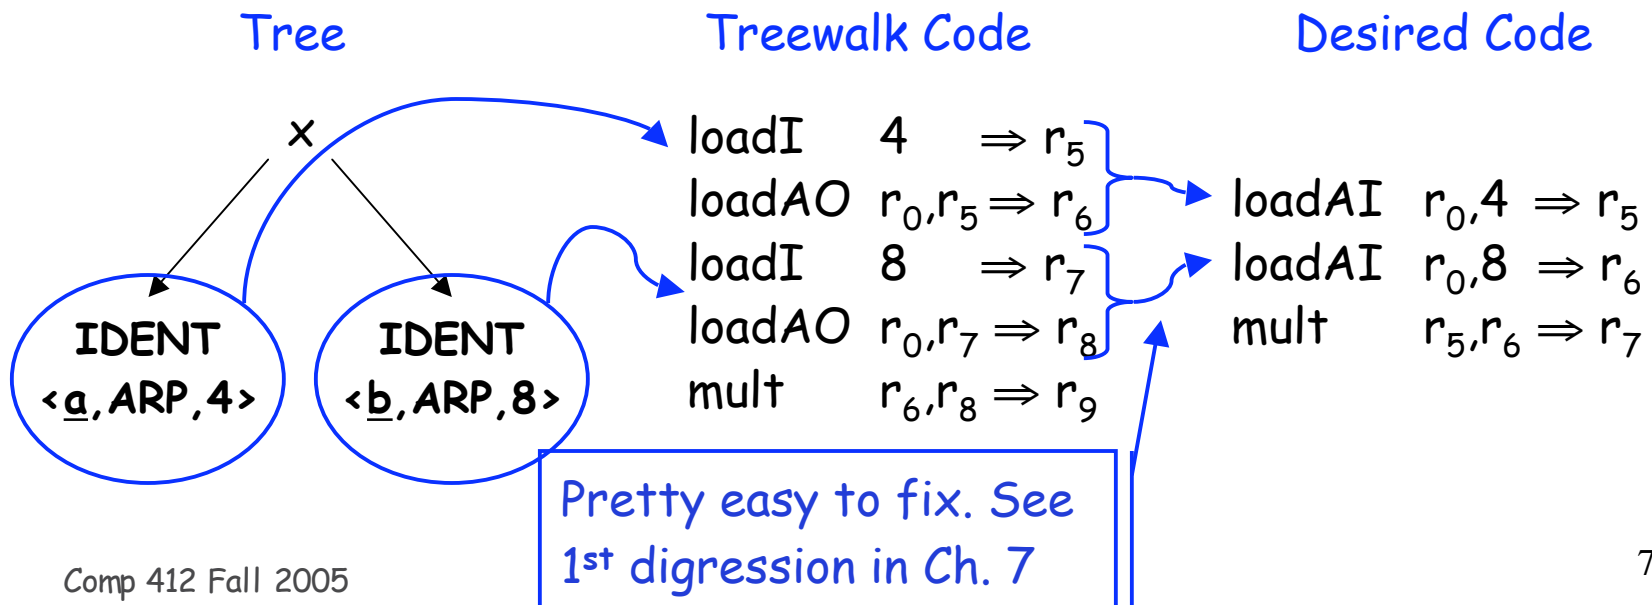 Tree
Treewalk Code
Desired Code
x
IDENT
<a,ARP,4>
IDENT
<b,ARP,8>
loadI 4 ⇒ r5
loadAO r0,r5 ⇒ r6
loadI 8 ⇒ r7
loadAO r0,r7 ⇒ r8
mult r6,r8 ⇒ r9
loadAI r0,4 ⇒ r5
loadAI r0,8 ⇒ r6
mult r5,r6 ⇒ r7
Pretty easy to fix. See
1st digression in Ch. 7
Comp 412 Fall 2005
7